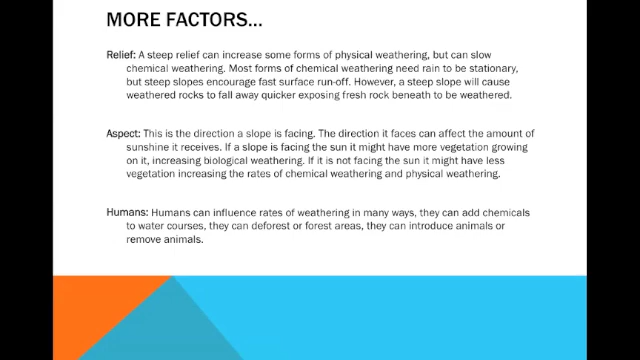 MORE FACTORS...
Relief: A steep relief can increase some forms of physical weathering, but can slow
chemical weathering. Most forms of chemical weathering need rain to be stationary,
but steep slopes encourage fast surface run-off. However, a steep slope will cause
weathered rocks to fall away quicker exposing fresh rock beneath to be weathered.
Aspect: This is the direction a slope is facing. The direction it faces can affect the amount of
sunshine it receives. If a slope is facing the sun it might have more vegetation growing
on it, increasing biological weathering. If it is not facing the sun it might have less
vegetation increasing the rates of chemical weathering and physical weathering.
Humans: Humans can influence rates of weathering in many ways, they can add chemicals
to water courses, they can deforest or forest areas, they can introduce animals or
remove animals.